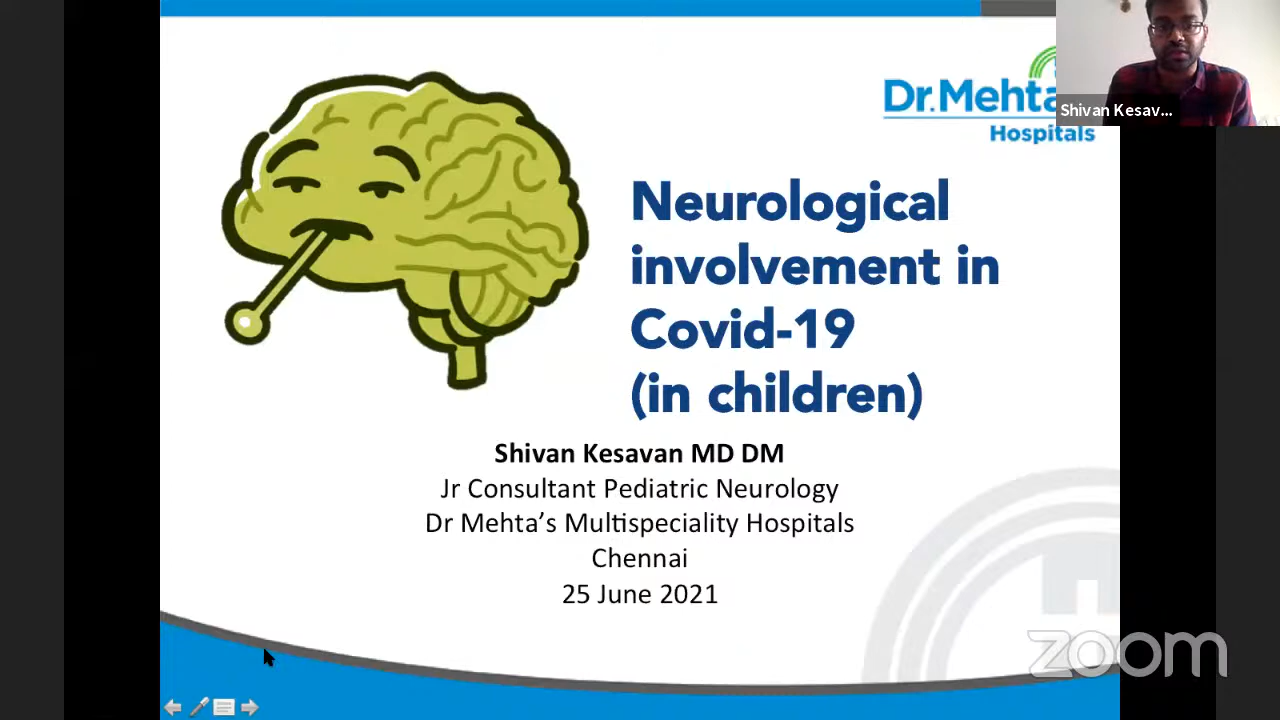 Dr.Mehta
Hospitals
Shivan Kesav...
Neurological
involvement in
Covid-19
(in children)
Shivan Kesavan MD DM
Jr Consultant Pediatric Neurology
Dr Mehta’s Multispeciality Hospitals
Chennai
25 June 2021
zoom